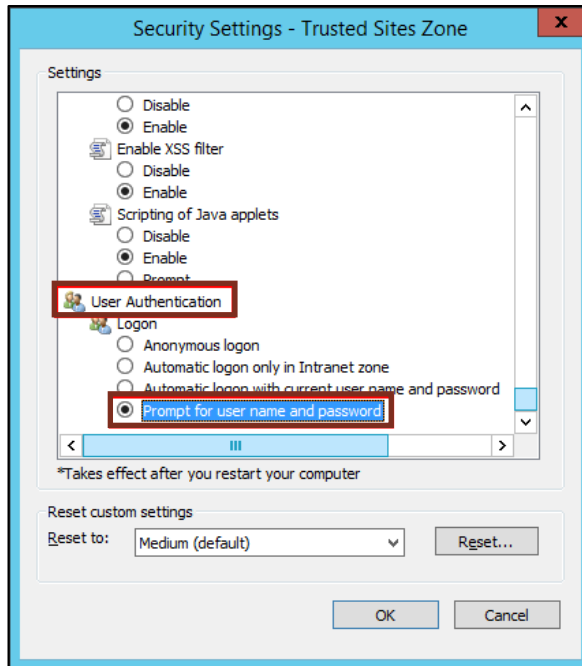 Security Settings - Trusted Sites Zone
x
Settings
Disable
Enable
Enable XSS filter
Disable
Enable
Scripting of Java applets
Disable
Enable
Prompt
User Authentication
Logon
Anonymous logon
Automatic logon only in Intranet zone
Automatic logon with current user name and password
Prompt for user name and password
*Takes effect after you restart your computer
Reset custom settings
Reset to: Medium (default) Reset...
OK Cancel